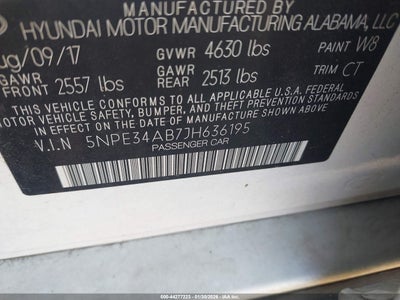 MANUFACTURED BY
HYUNDAI MOTOR MANUFACTURING ALABAMA, LLC
ug/09/17 GVWR 4630 lbs PAINT W8
GAWR FRONT 2557 lbs GAWR REAR 2513 lbs TRIM CT
THIS VEHICLE CONFORMS TO ALL APPLICABLE U.S.A. FEDERAL
MOTOR VEHICLE SAFETY, BUMPER, AND THEFT PREVENTION
STANDARDS IN EFFECT ON THE DATE OF MANUFACTURE SHOWN ABOVE.
V.I.N 5NPE34AB7JH636195
PASSENGER CAR